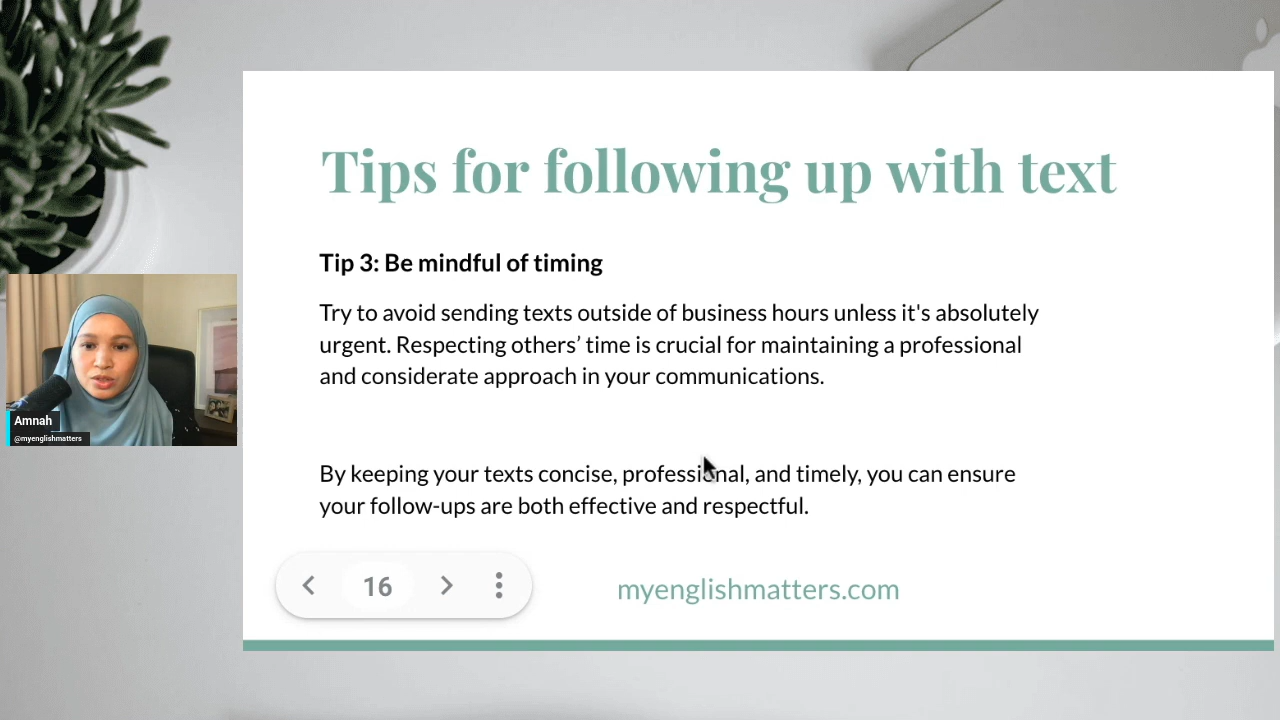 Tips for following up with text
Tip 3: Be mindful of timing
Try to avoid sending texts outside of business hours unless it's absolutely
urgent. Respecting others’ time is crucial for maintaining a professional
and considerate approach in your communications.
Amnah
@myenglishmatters
By keeping your texts concise, professional, and timely, you can ensure
your follow-ups are both effective and respectful.
16
myenglishmatters.com